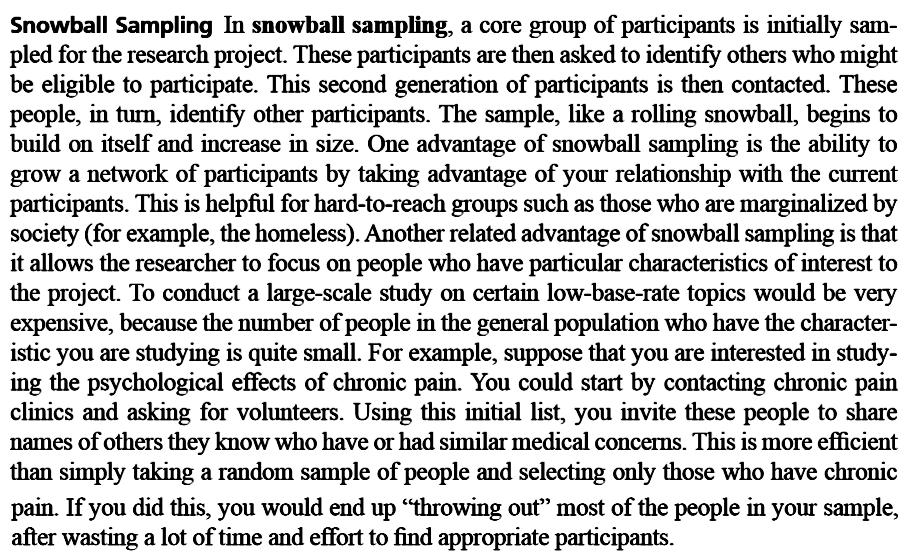 Snowball Sampling In snowball sampling, a core group of participants is initially sam-
pled for the research project. These participants are then asked to identify others who might
be eligible to participate. This second generation of participants is then contacted. These
people, in turn, identify other participants. The sample, like a rolling snowball, begins to
build on itself and increase in size. One advantage of snowball sampling is the ability to
grow a network of participants by taking advantage of your relationship with the current
participants. This is helpful for hard-to-reach groups such as those who are marginalized by
society (for example, the homeless). Another related advantage of snowball sampling is that
it allows the researcher to focus on people who have particular characteristics of interest to
the project. To conduct a large-scale study on certain low-base-rate topics would be very
expensive, because the number of people in the general population who have the character-
istic you are studying is quite small. For example, suppose that you are interested in study-
ing the psychological effects of chronic pain. You could start by contacting chronic pain
clinics and asking for volunteers. Using this initial list, you invite these people to share
names of others they know who have or had similar medical concerns. This is more efficient
than simply taking a random sample of people and selecting only those who have chronic
pain. If you did this, you would end up “throwing out” most of the people in your sample,
after wasting a lot of time and effort to find appropriate participants.